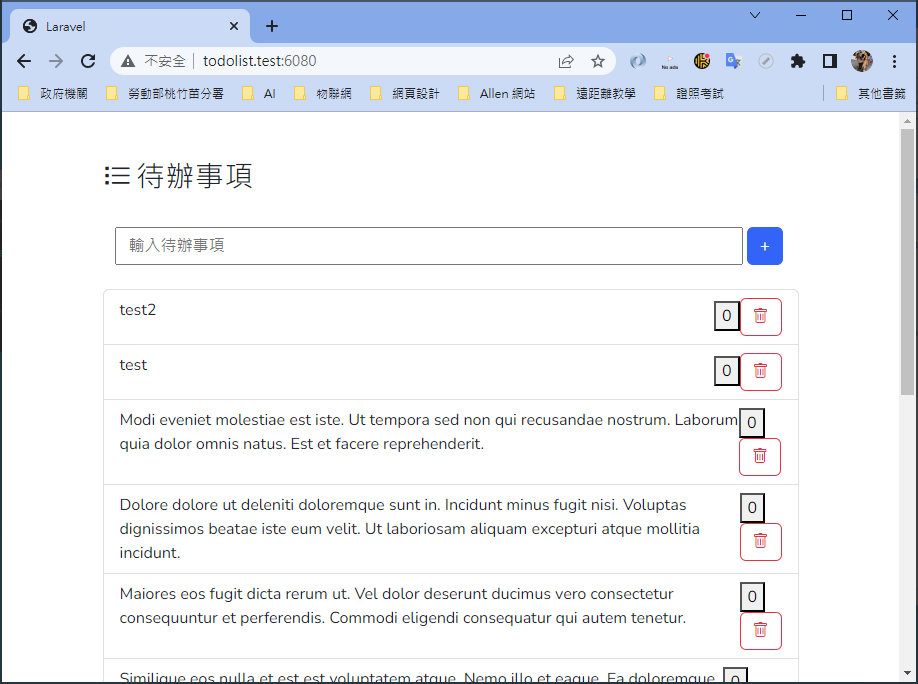 Laravel
不安全 todolist.test:6080
政府機關 勞動部桃竹苗分署 AI 物聯網 網頁設計 Allen 網站 遠距離教學 證照考試 其他書籤
待辦事項
輸入待辦事項 +
test2 0
test 0
Modi eveniet molestiae est iste. Ut tempora sed non qui recusandae nostrum. Laborum 0
quia dolor omnis natus. Est et facere reprehenderit.
Dolore dolore ut deleniti doloremque sunt in. Incidunt minus fugit nisi. Voluptas 0
dignissimos beatae iste eum velit. Ut laboriosam aliquam excepturi atque mollitia
incidunt.
Maiores eos fugit dicta rerum ut. Vel dolor deserunt ducimus vero consectetur 0
consequuntur et perferendis. Commodi eligendi consequatur qui autem tenetur.
Similique eos nulla et est est voluptatem atque. Nemo illo et eaque. Ea doloremque 0